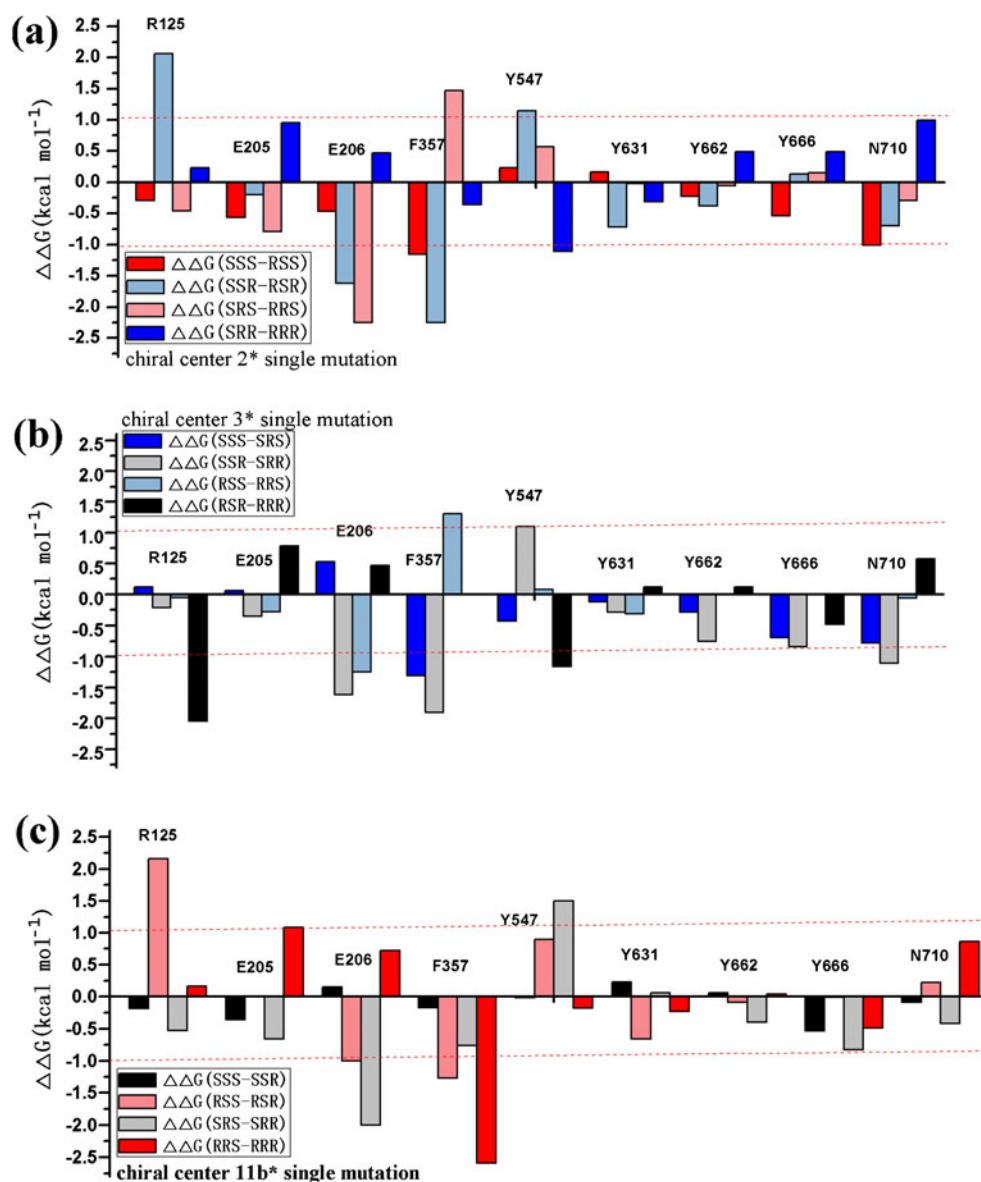 (a)
2.5
2.0
1.5
1.0
0.5
0.0
-0.5
-1.0
-1.5
-2.0
-2.5
△△G(kcal mol⁻¹)
R125
E205
E206
F357
Y547
Y631
Y662
Y666
N710
△△G(SSS-RSS)
△△G(SSR-RSR)
△△G(SRS-RRS)
△△G(SRR-RRR)
chiral center 2* single mutation
(b)
chiral center 3* single mutation
2.5
2.0
1.5
1.0
0.5
0.0
-0.5
-1.0
-1.5
-2.0
-2.5
△△G(kcal mol⁻¹)
△△G(SSS-SRS)
△△G(SSR-SRR)
△△G(RSS-RRS)
△△G(RSR-RRR)
R125
E205
E206
F357
Y547
Y631
Y662
Y666
N710
(c)
2.5
2.0
1.5
1.0
0.5
0.0
-0.5
-1.0
-1.5
-2.0
-2.5
△△G(kcal mol⁻¹)
R125
E205
E206
F357
Y547
Y631
Y662
Y666
N710
△△G(SSS-SSR)
△△G(RSS-RSR)
△△G(SRS-SRR)
△△G(RRS-RRR)
chiral center 11b* single mutation